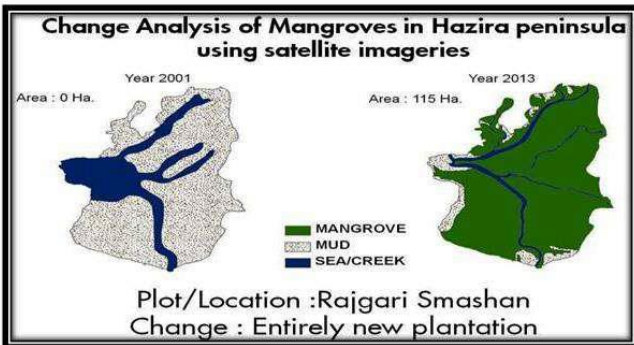 Change Analysis of Mangroves in Hazira peninsula
using satellite imageries
Year 2001
Area : 0 Ha.
Year 2013
Area : 115 Ha.
MANGROVE
MUD
SEA/CREEK
Plot/Location :Rajgari Smashan
Change : Entirely new plantation